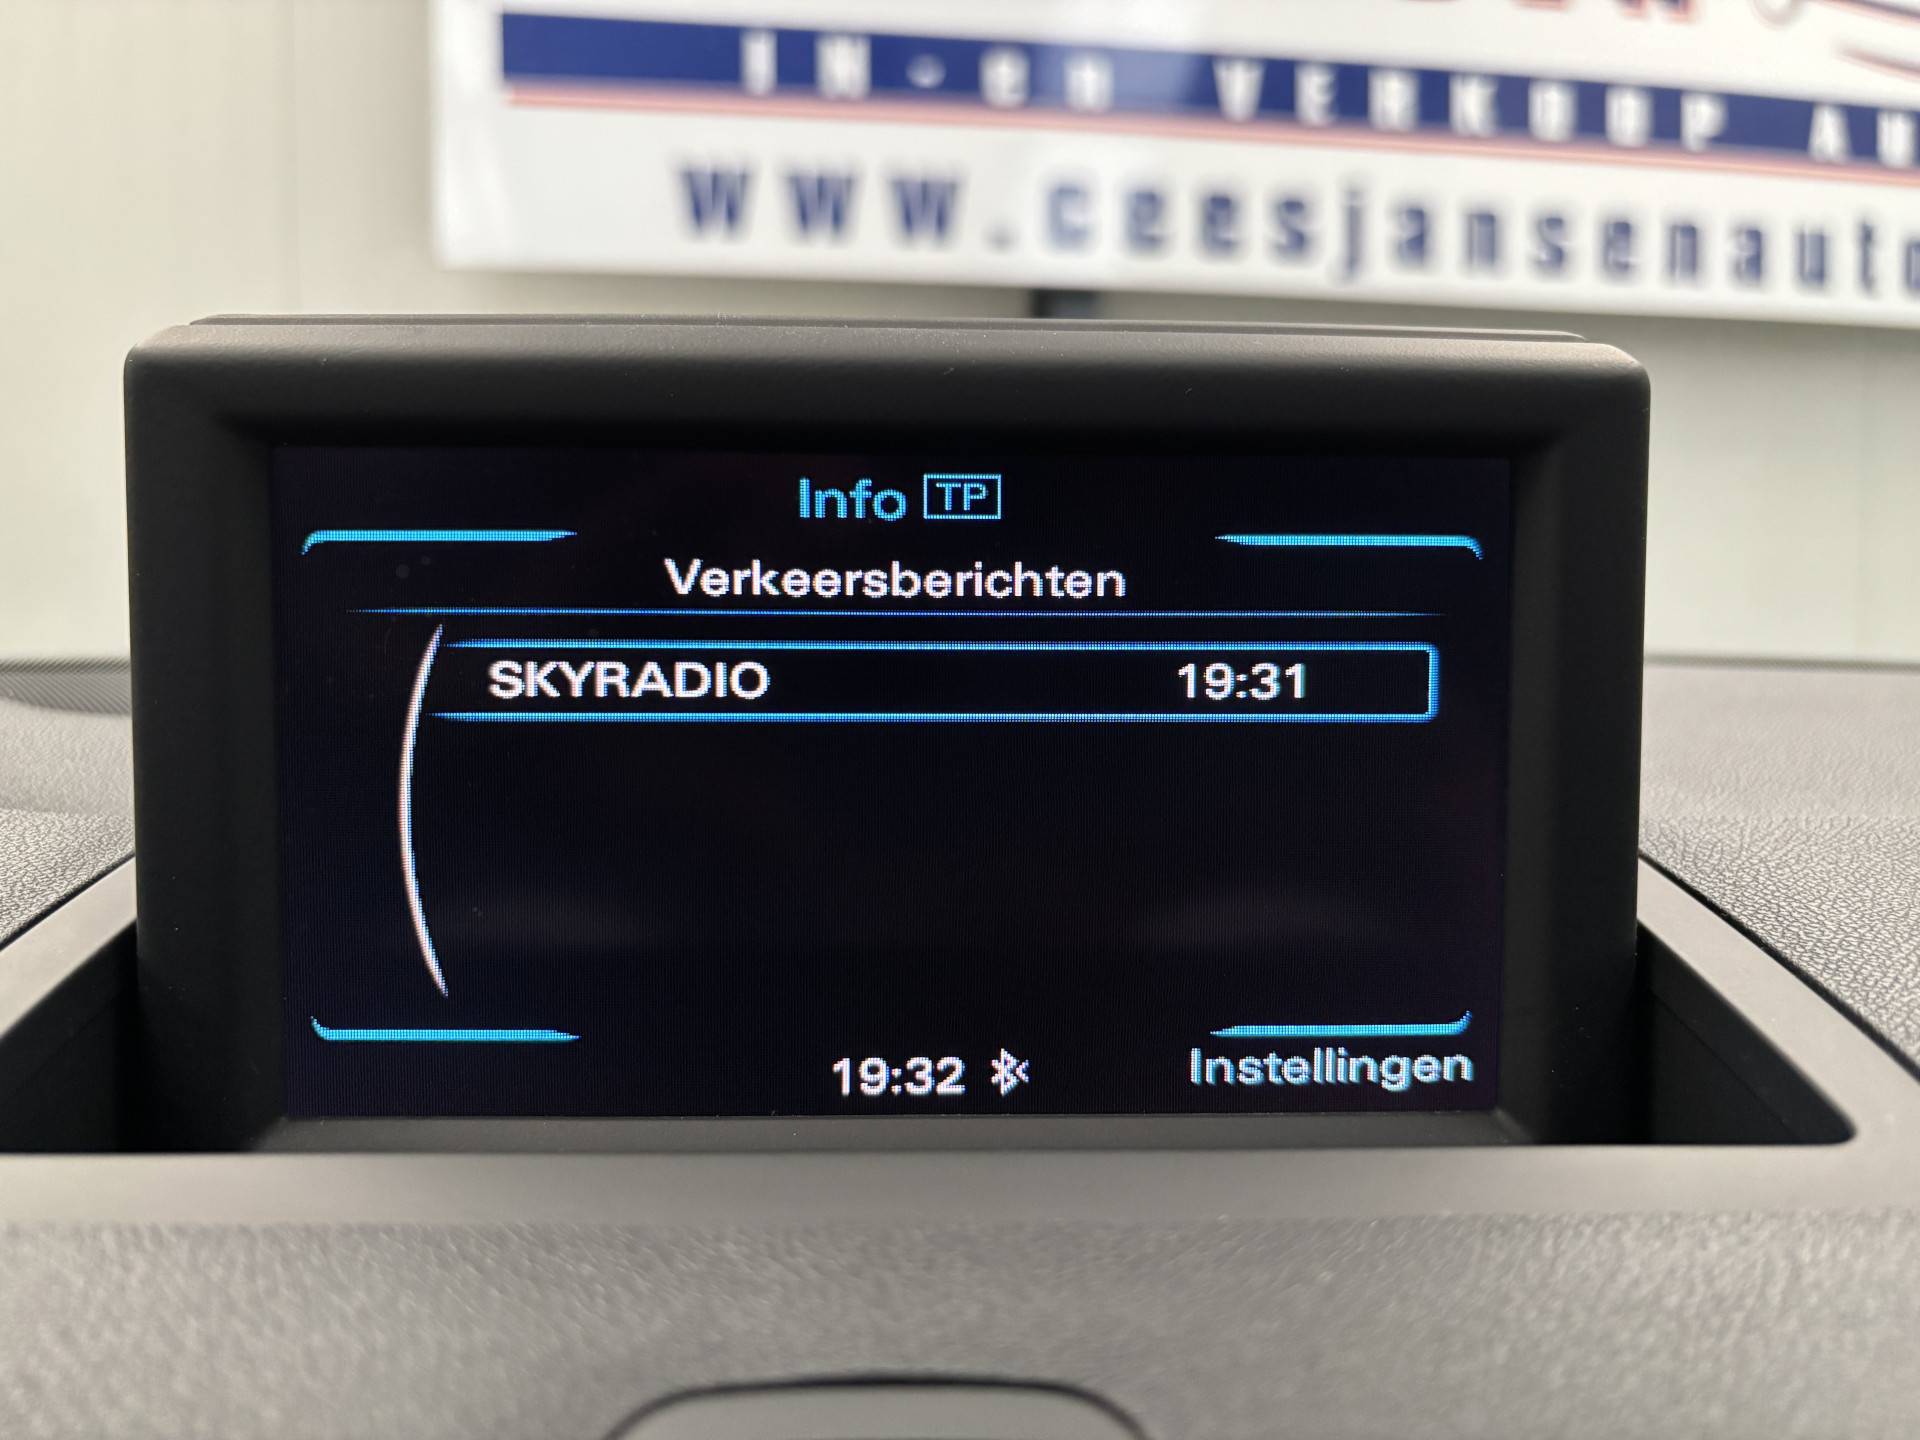 IN-en VERKOOP AU
www.ceesjansenauto
Info TP
Verkeersberichten
SKYRADIO 19:31
19:32
Instellingen